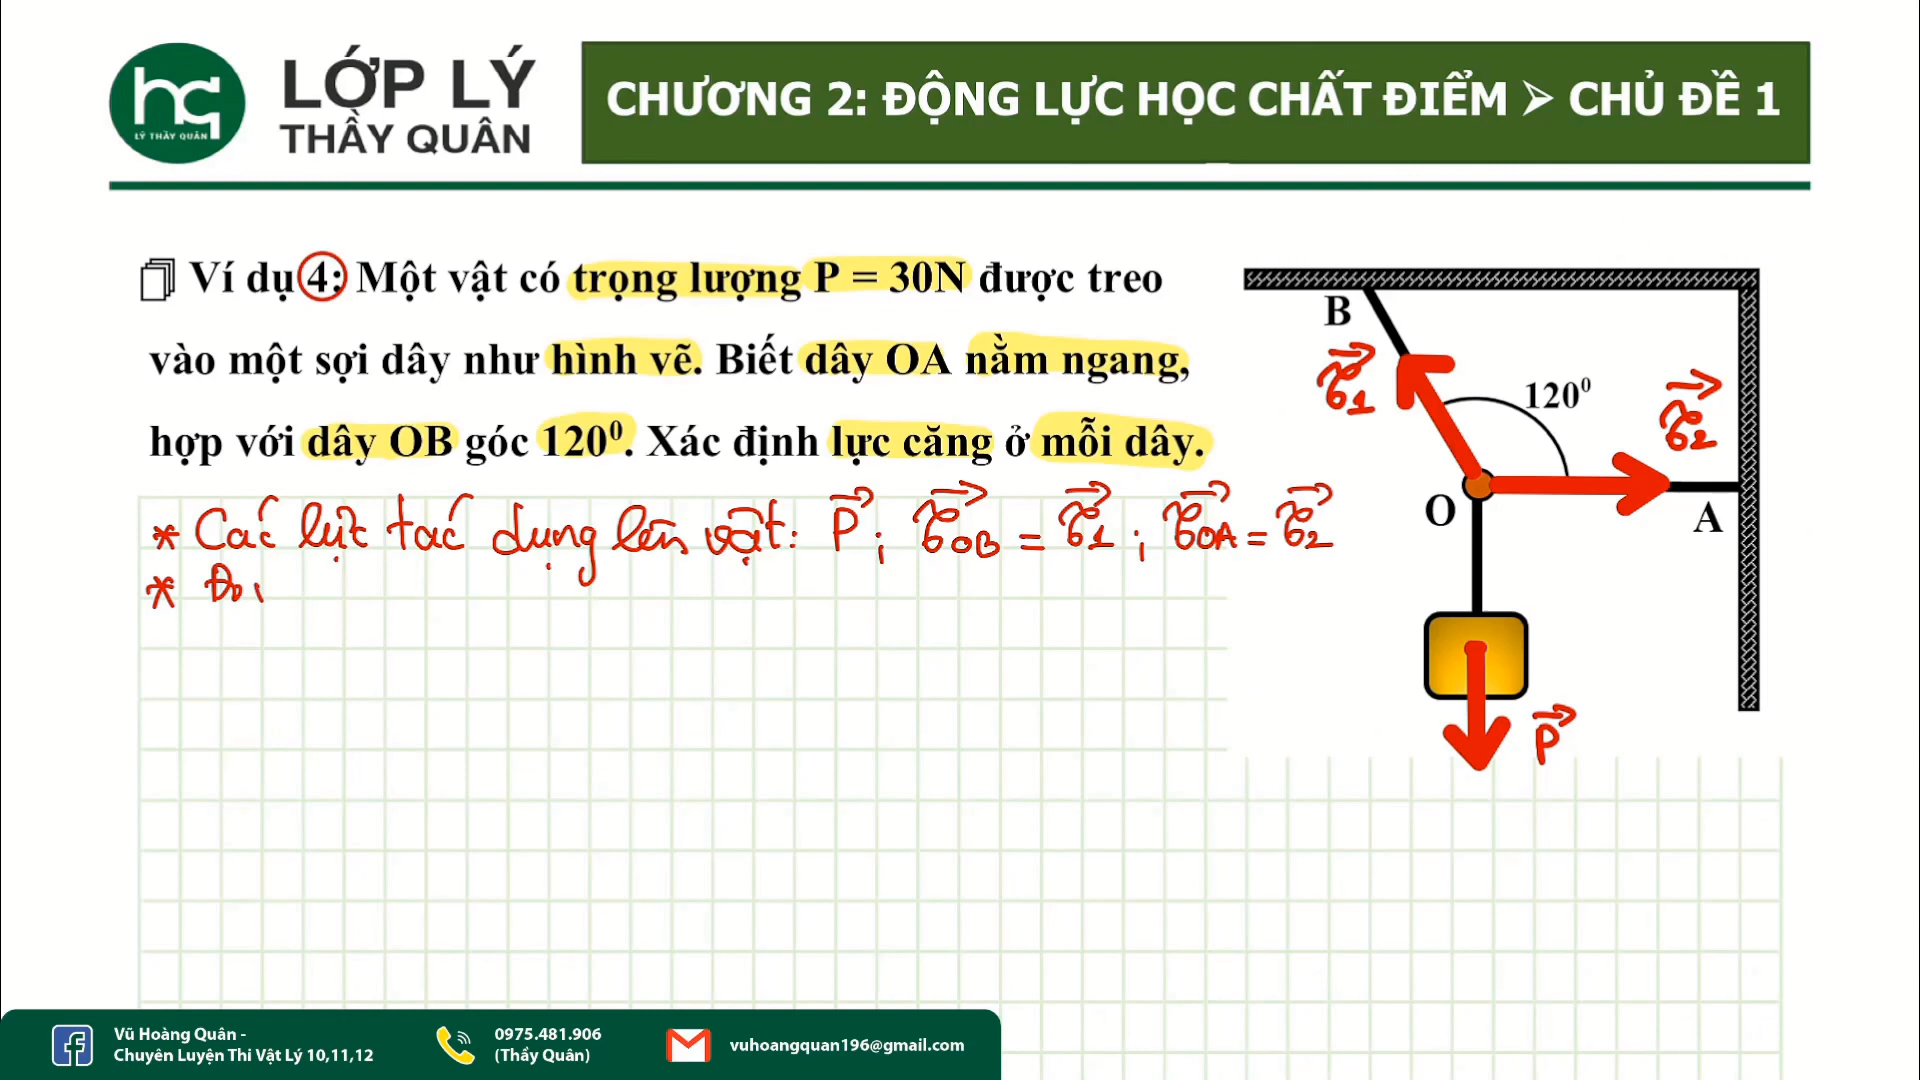 hq
LÝ THẦY QUÂN
LỚP LÝ
THẦY QUÂN
CHƯƠNG 2: ĐỘNG LỰC HỌC CHẤT ĐIỂM ➢ CHỦ ĐỀ 1
Ví dụ 4: Một vật có trọng lượng P = 30N được treo
vào một sợi dây như hình vẽ. Biết dây OA nằm ngang,
hợp với dây OB góc 120⁰. Xác định lực căng ở mỗi dây.
B
T⃗1
120⁰
T⃗2
O
A
P⃗
* Các lực tác dụng lên vật: P⃗ ; T⃗OB = T⃗1 ; T⃗OA = T⃗2
* Do
Vũ Hoàng Quân -
Chuyên Luyện Thi Vật Lý 10,11,12
0975.481.906
(Thầy Quân)
vuhoangquan196@gmail.com